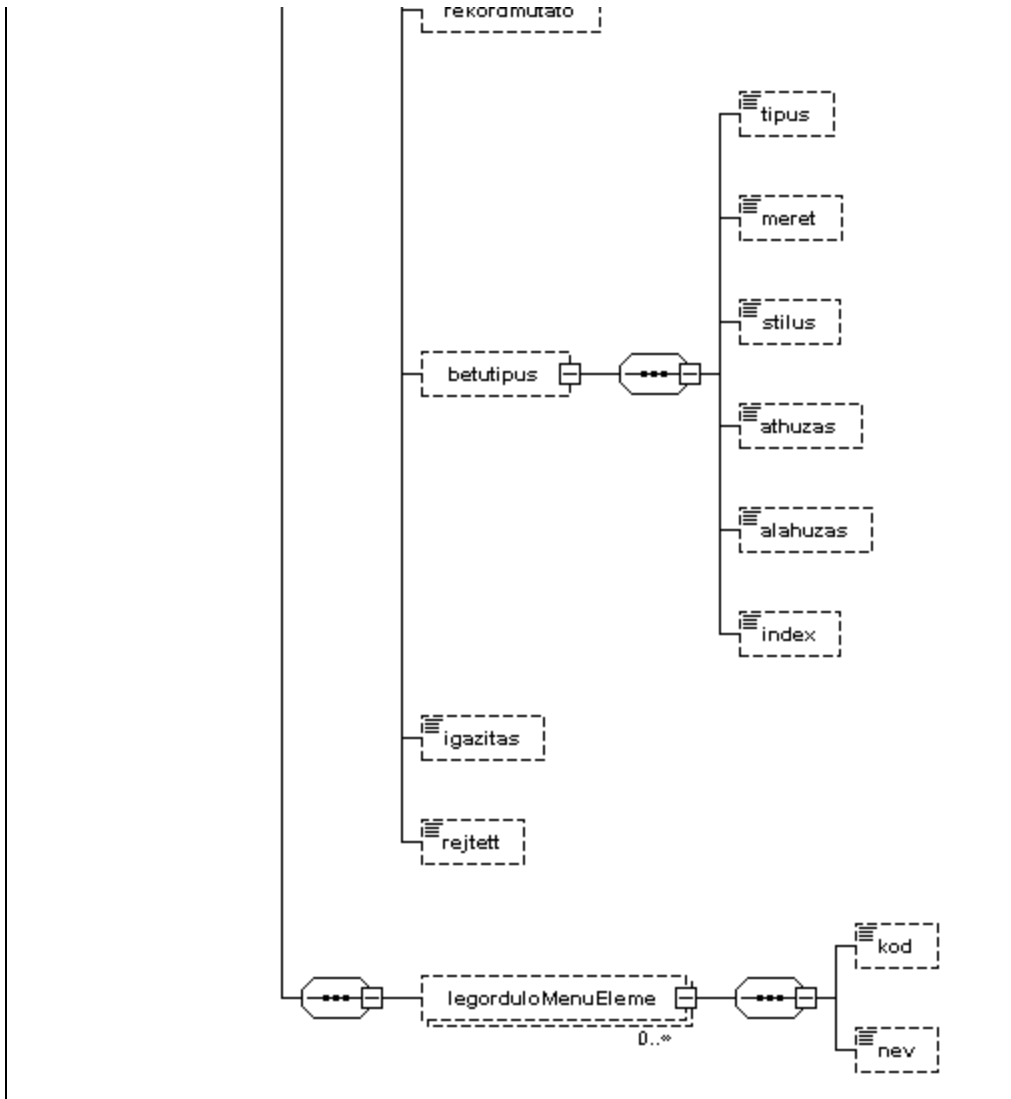 rekordmutato
tipus
meret
stilus
betutipus
athuzas
alahuzas
index
igazitas
rejtett
kod
legorduloMenuEleme
0..∞
nev